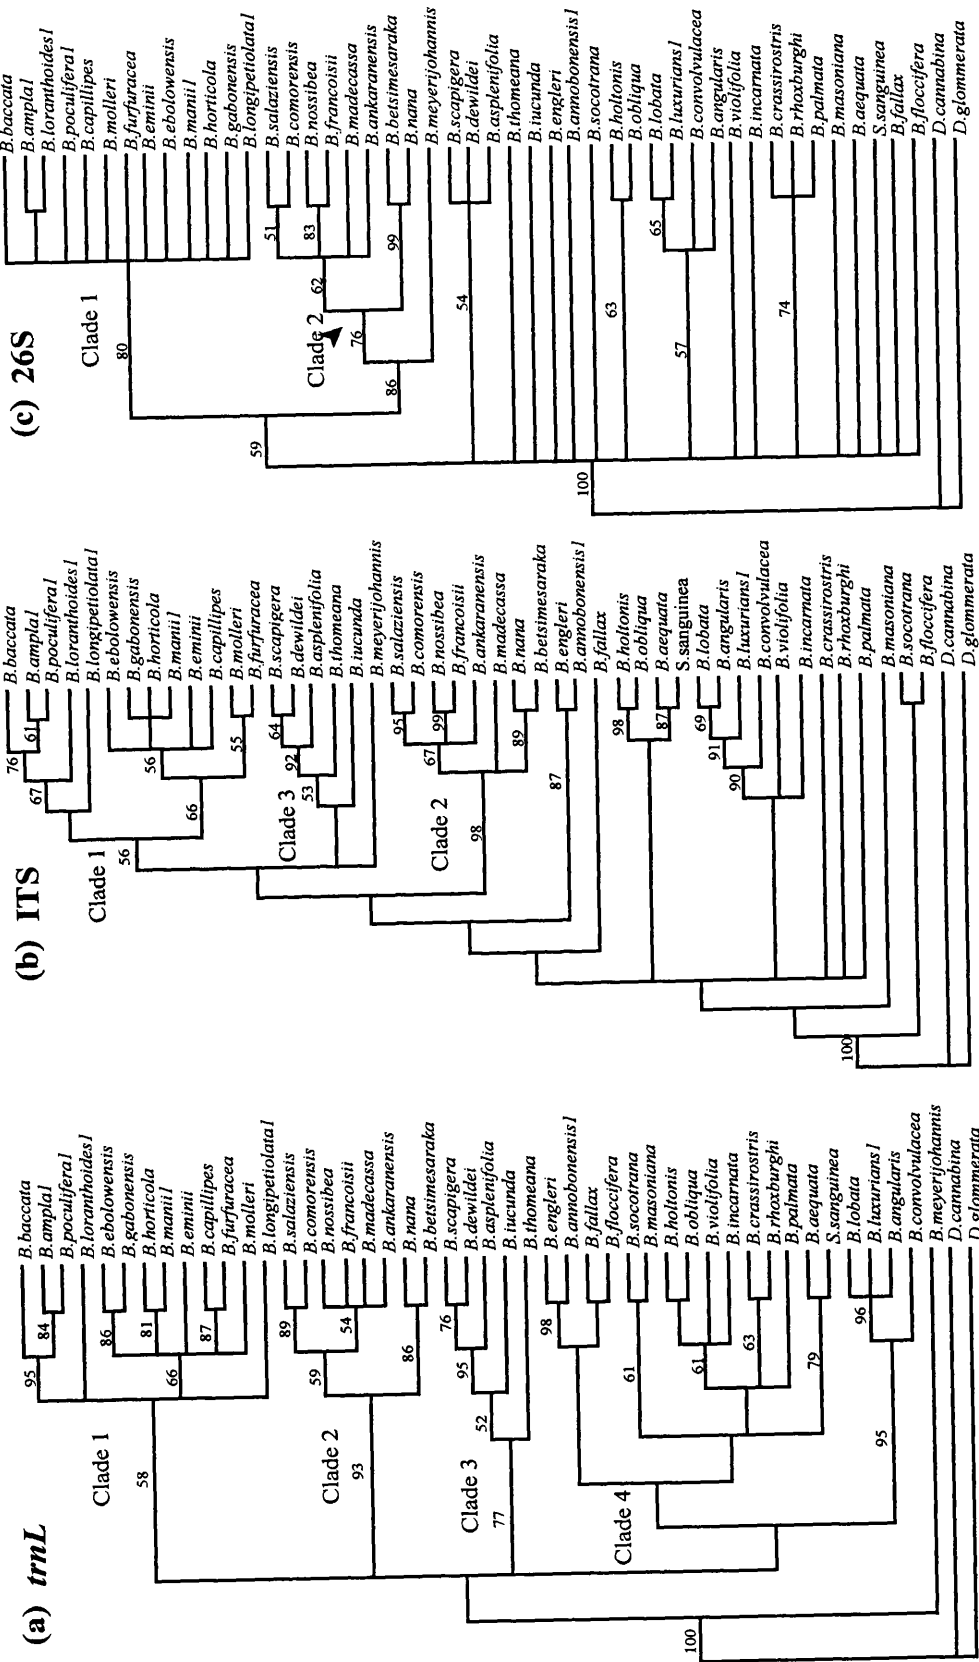 (a) trnL
B.baccata
B.ampla1
B.poculifera1
B.loranthoides1
B.ebolowensis
B.gabonensis
B.horticola
B.manii1
B.eminii
B.capillipes
B.furfuracea
B.molleri
B.longipetiolata1
B.salaziensis
B.comorensis
B.nossibea
B.francoisii
B.madecassa
B.ankaranensis
B.nana
B.betsimesaraka
B.scapigera
B.dewildei
B.asplenifolia
B.iucunda
B.thomeana
B.engleri
B.annobonensis1
B.fallax
B.floccifera
B.socotrana
B.masoniana
B.holtonis
B.obliqua
B.violifolia
B.incarnata
B.crassirostris
B.rhoxburghi
B.palmata
B.aequata
S.sanguinea
B.lobata
B.luxurians1
B.angularis
B.convolvulacea
B.meyerijohannis
D.cannabina
D.glommerata
Clade 1
58
95
84
86
81
87
66
Clade 2
93
89
59
54
86
Clade 3
77
76
95
52
Clade 4
98
61
61
63
79
96
95
100
(b) ITS
B.baccata
B.ampla1
B.poculifera1
B.loranthoides1
B.longipetiolata1
B.ebolowensis
B.gabonensis
B.horticola
B.manii1
B.eminii
B.capillipes
B.molleri
B.furfuracea
B.scapigera
B.dewildei
B.asplenifolia
B.thomeana
B.iucunda
B.meyerijohannis
B.salaziensis
B.comorensis
B.nossibea
B.francoisii
B.ankaranensis
B.madecassa
B.nana
B.betsimesaraka
B.engleri
B.annobonensis1
B.fallax
B.holtonis
B.obliqua
B.aequata
S.sanguinea
B.lobata
B.angularis
B.luxurians1
B.convolvulacea
B.violifolia
B.incarnata
B.crassirostris
B.rhoxburghi
B.palmata
B.masoniana
B.socotrana
B.floccifera
D.cannabina
D.glommerata
Clade 1
56
76
61
67
56
55
66
Clade 3
64
92
53
Clade 2
98
95
99
67
89
87
98
87
69
91
90
100
(c) 26S
B.baccata
B.ampla1
B.loranthoides1
B.poculifera1
B.capillipes
B.molleri
B.furfuracea
B.eminii
B.ebolowensis
B.manii1
B.horticola
B.gabonensis
B.longipetiolata1
B.salaziensis
B.comorensis
B.nossibea
B.francoisii
B.madecassa
B.ankaranensis
B.betsimesaraka
B.nana
B.meyerijohannis
B.scapigera
B.dewildei
B.asplenifolia
B.thomeana
B.iucunda
B.engleri
B.annobonensis1
B.socotrana
B.holtonis
B.obliqua
B.lobata
B.luxurians1
B.convolvulacea
B.angularis
B.violifolia
B.incarnata
B.crassirostris
B.rhoxburghi
B.palmata
B.masoniana
B.aequata
S.sanguinea
B.fallax
B.floccifera
D.cannabina
D.glommerata
Clade 1
80
59
Clade 2
51
83
62
76
99
86
54
100
63
65
57
74